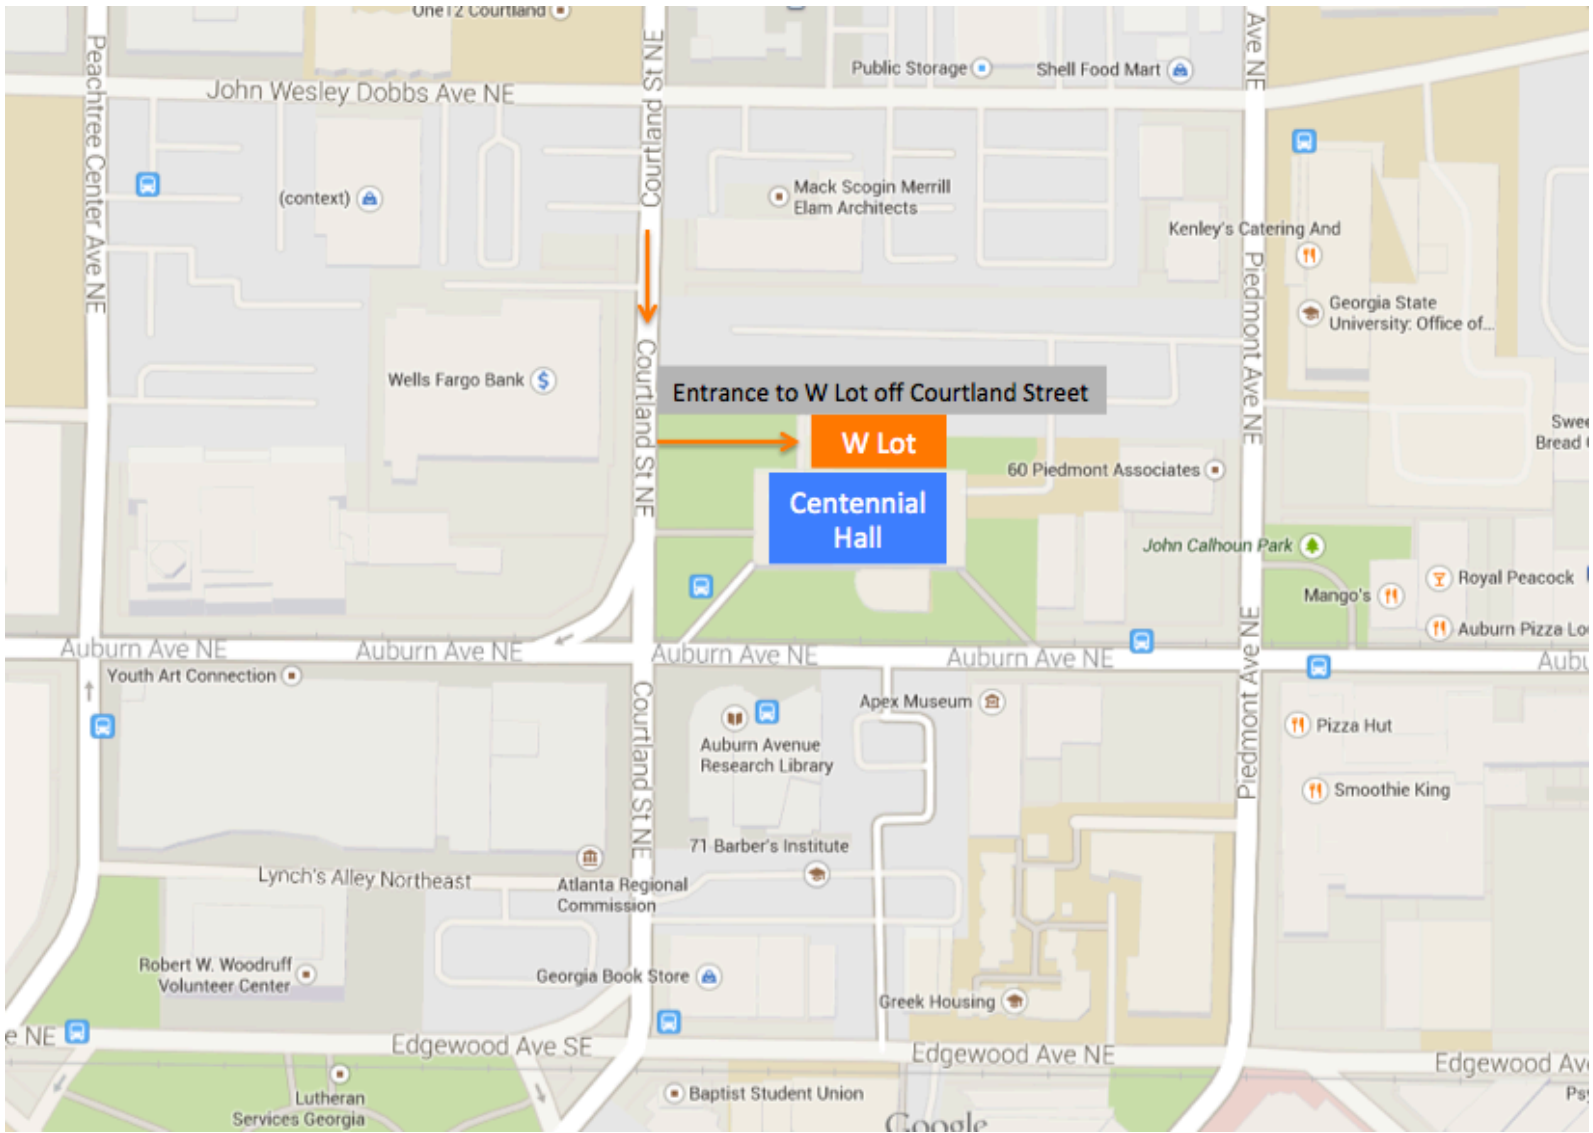 One12 Courtland
Peachtree Center Ave NE
Courtland St NE
Ave NE
Public Storage
Shell Food Mart
John Wesley Dobbs Ave NE
(context)
Mack Scogin Merrill
Elam Architects
Kenley's Catering And
Piedmont Ave NE
Georgia State
University: Office of...
Wells Fargo Bank
Courtland St NE
Entrance to W Lot off Courtland Street
W Lot
60 Piedmont Associates
Swee
Bread
Centennial
Hall
John Calhoun Park
Royal Peacock
Mango's
Auburn Pizza Lou
Piedmont Ave NE
Auburn Ave NE
Auburn Ave NE
Auburn Ave NE
Auburn Ave NE
Aubu
Youth Art Connection
Courtland St NE
Apex Museum
Pizza Hut
Auburn Avenue
Research Library
Smoothie King
71 Barber's Institute
Lynch's Alley Northeast
Atlanta Regional
Commission
Robert W. Woodruff
Volunteer Center
Georgia Book Store
Greek Housing
e NE
Edgewood Ave SE
Edgewood Ave NE
Edgewood Av
Lutheran
Services Georgia
Baptist Student Union
Psy
Google